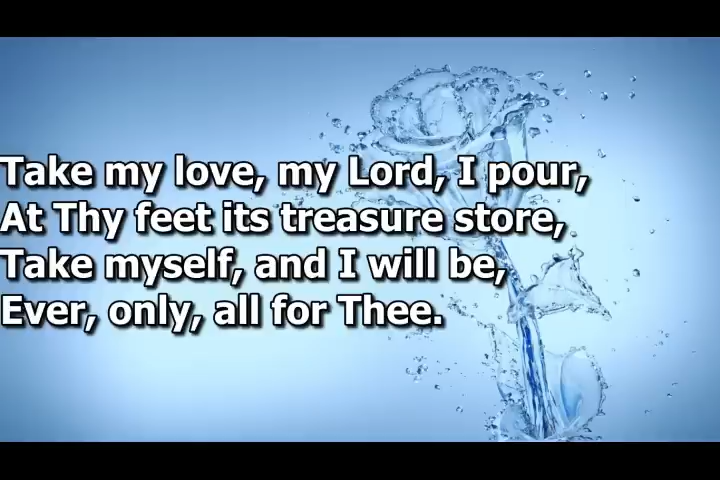 Take my love, my Lord, I pour,
At Thy feet its treasure store,
Take myself, and I will be,
Ever, only, all for Thee.